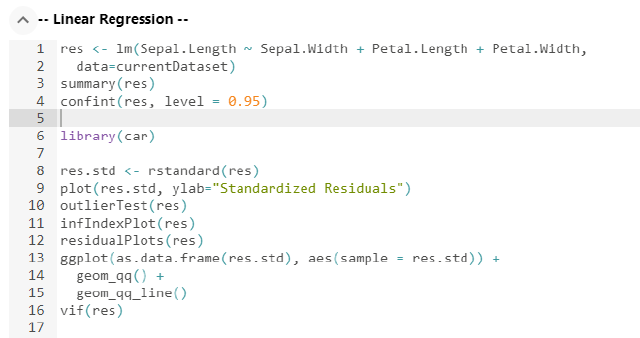 -- Linear Regression --
1 res <- lm(Sepal.Length ~ Sepal.Width + Petal.Length + Petal.Width,
2   data=currentDataset)
3 summary(res)
4 confint(res, level = 0.95)
5
6 library(car)
7
8 res.std <- rstandard(res)
9 plot(res.std, ylab="Standardized Residuals")
10 outlierTest(res)
11 infIndexPlot(res)
12 residualPlots(res)
13 ggplot(as.data.frame(res.std), aes(sample = res.std)) +
14   geom_qq() +
15   geom_qq_line()
16 vif(res)
17